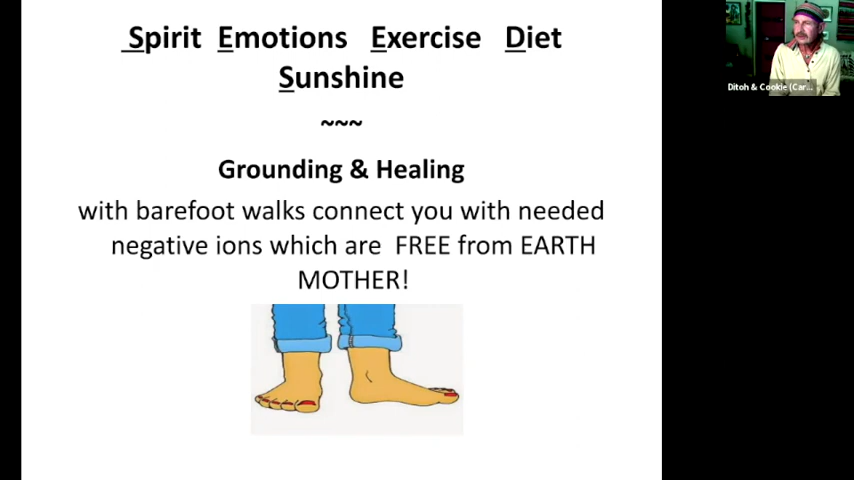 Spirit Emotions Exercise Diet
Sunshine
~~~
Grounding & Healing
with barefoot walks connect you with needed
negative ions which are FREE from EARTH
MOTHER!
Ditoh & Cookie (Car...